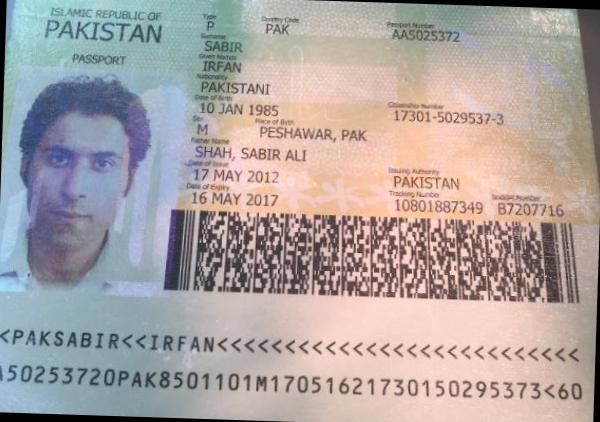 ISLAMIC REPUBLIC OF
PAKISTAN
PASSPORT
Type
P
Country Code
PAK
Passport Number
AA5025372
Surname
SABIR
Given Names
IRFAN
Nationality
PAKISTANI
Date of Birth
10 JAN 1985
Citizenship Number
17301-5029537-3
Sex
M
Place of Birth
PESHAWAR, PAK
Father Name
SHAH, SABIR ALI
Date of Issue
17 MAY 2012
Issuing Authority
PAKISTAN
Date of Expiry
16 MAY 2017
Tracking Number
10801887349
Booklet Number
B7207716
<PAKSABIR<<IRFAN<<<<<<<<<<<<<<<<<<<<<<<<<<<
A50253720PAK8501101M17051621730150295373<60